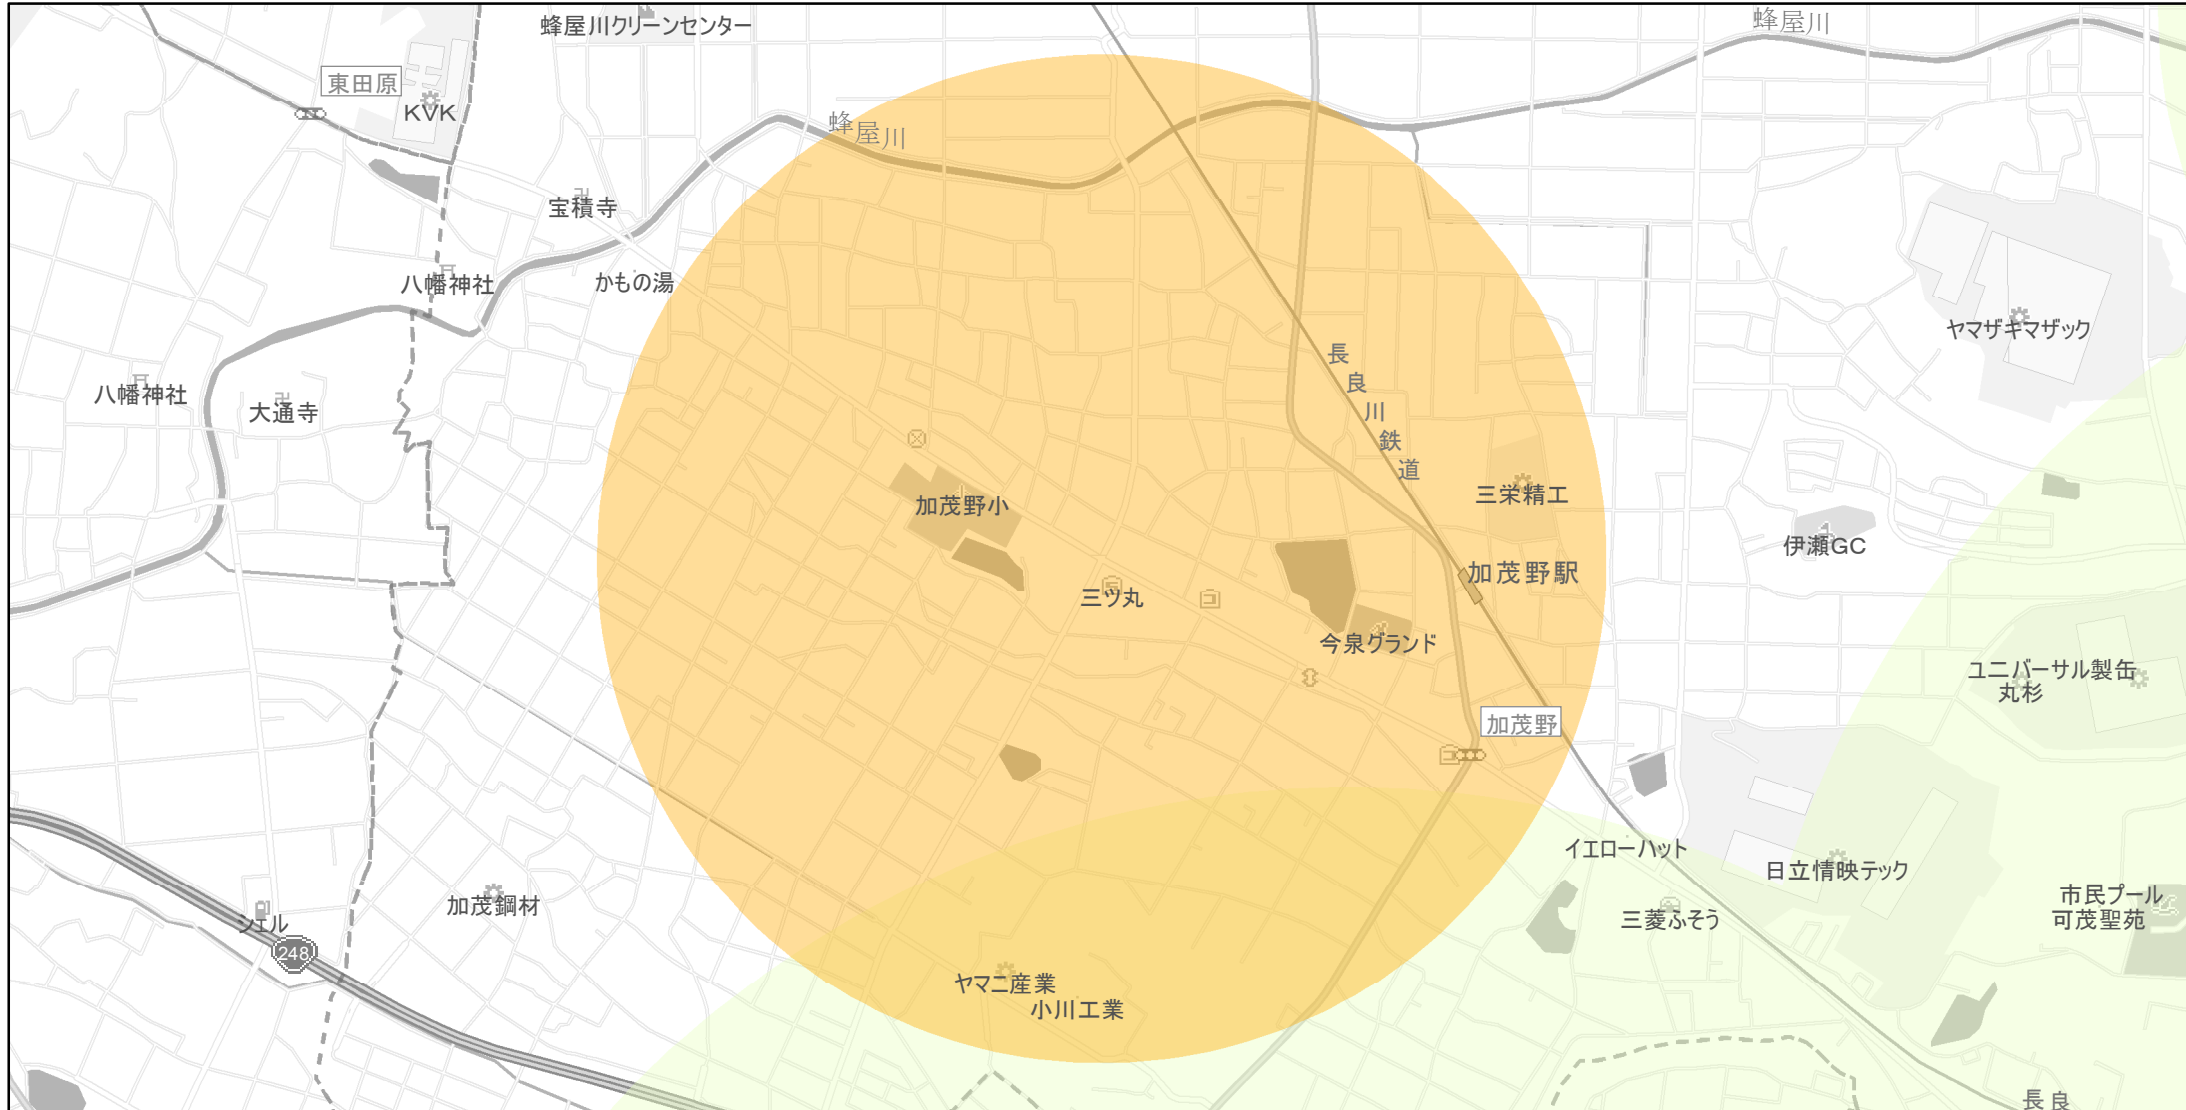 蜂屋川クリーンセンター
蜂屋川
東田原
KVK
蜂屋川
宝積寺
八幡神社
かもの湯
ヤマザキマザック
長良川鉄道
八幡神社
大通寺
加茂野小
三栄精工
伊瀬GC
加茂野駅
三ツ丸
今泉グランド
ユニバーサル製缶
丸杉
加茂野
イエローハット
日立情映テック
加茂鋼材
シェル
三菱ふそう
市民プール
可茂聖苑
248
ヤマニ産業
小川工業
長良